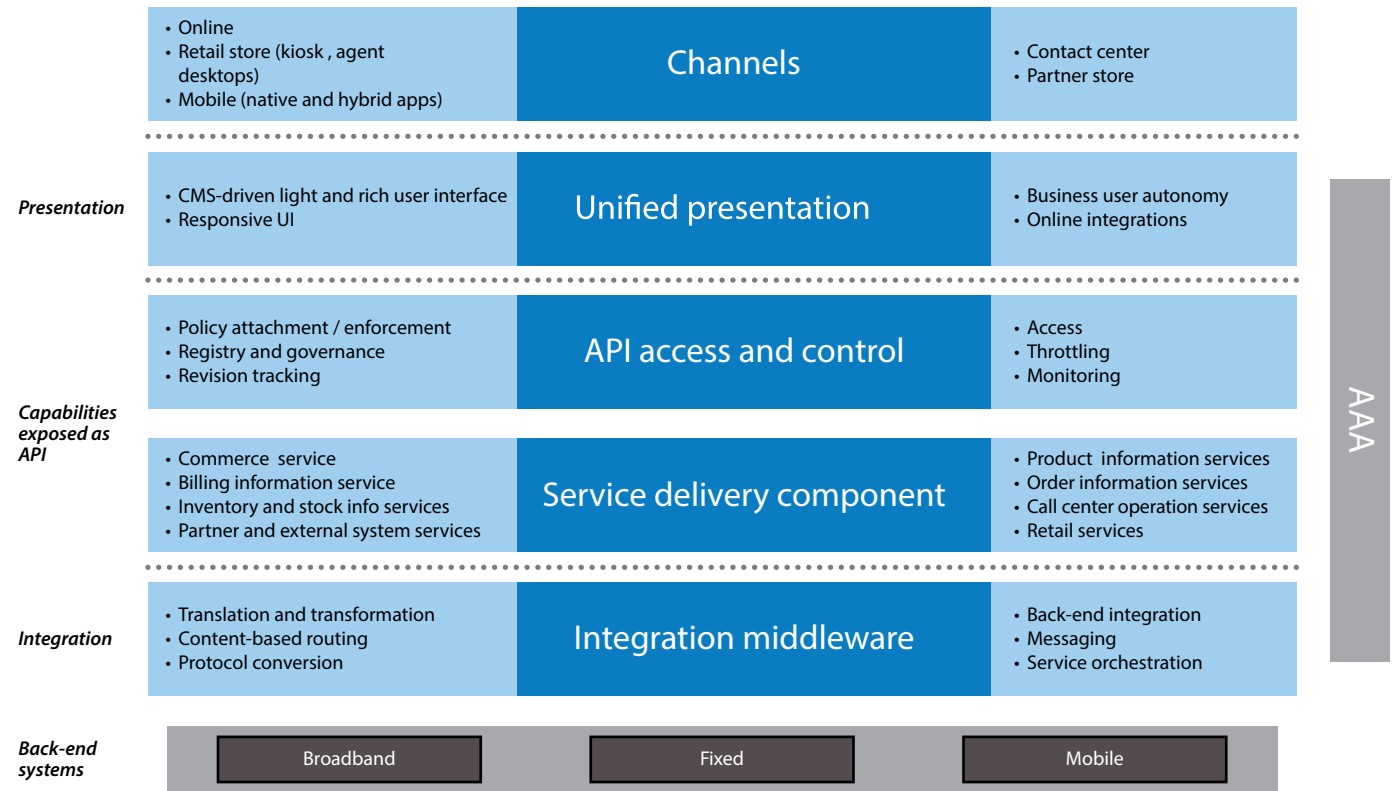 • Online
• Retail store (kiosk , agent
desktops)
• Mobile (native and hybrid apps)
Channels
• Contact center
• Partner store
Presentation
• CMS-driven light and rich user interface
• Responsive UI
Unified presentation
• Business user autonomy
• Online integrations
Capabilities
exposed as
API
• Policy attachment / enforcement
• Registry and governance
• Revision tracking
API access and control
• Access
• Throttling
• Monitoring
• Commerce service
• Billing information service
• Inventory and stock info services
• Partner and external system services
Service delivery component
• Product information services
• Order information services
• Call center operation services
• Retail services
Integration
• Translation and transformation
• Content-based routing
• Protocol conversion
Integration middleware
• Back-end integration
• Messaging
• Service orchestration
Back-end
systems
Broadband
Fixed
Mobile
AAA